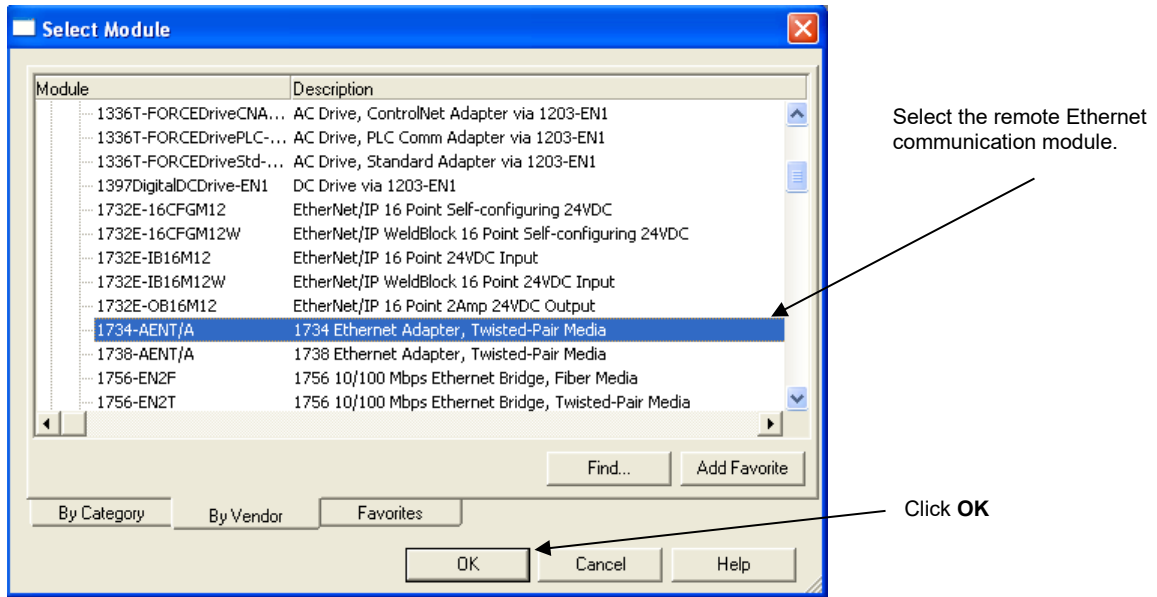 Select Module
Module Description
1336T-FORCEDriveCNA... AC Drive, ControlNet Adapter via 1203-EN1
1336T-FORCEDrivePLC-... AC Drive, PLC Comm Adapter via 1203-EN1
1336T-FORCEDriveStd-... AC Drive, Standard Adapter via 1203-EN1
1397DigitalDCDrive-EN1 DC Drive via 1203-EN1
1732E-16CFGM12 EtherNet/IP 16 Point Self-configuring 24VDC
1732E-16CFGM12W EtherNet/IP WeldBlock 16 Point Self-configuring 24VDC
1732E-IB16M12 EtherNet/IP 16 Point 24VDC Input
1732E-IB16M12W EtherNet/IP WeldBlock 16 Point 24VDC Input
1732E-OB16M12 EtherNet/IP 16 Point 2Amp 24VDC Output
1734-AENT/A 1734 Ethernet Adapter, Twisted-Pair Media
1738-AENT/A 1738 Ethernet Adapter, Twisted-Pair Media
1756-EN2F 1756 10/100 Mbps Ethernet Bridge, Fiber Media
1756-EN2T 1756 10/100 Mbps Ethernet Bridge, Twisted-Pair Media
Find... Add Favorite
By Category By Vendor Favorites
OK Cancel Help
Select the remote Ethernet
communication module.
Click OK